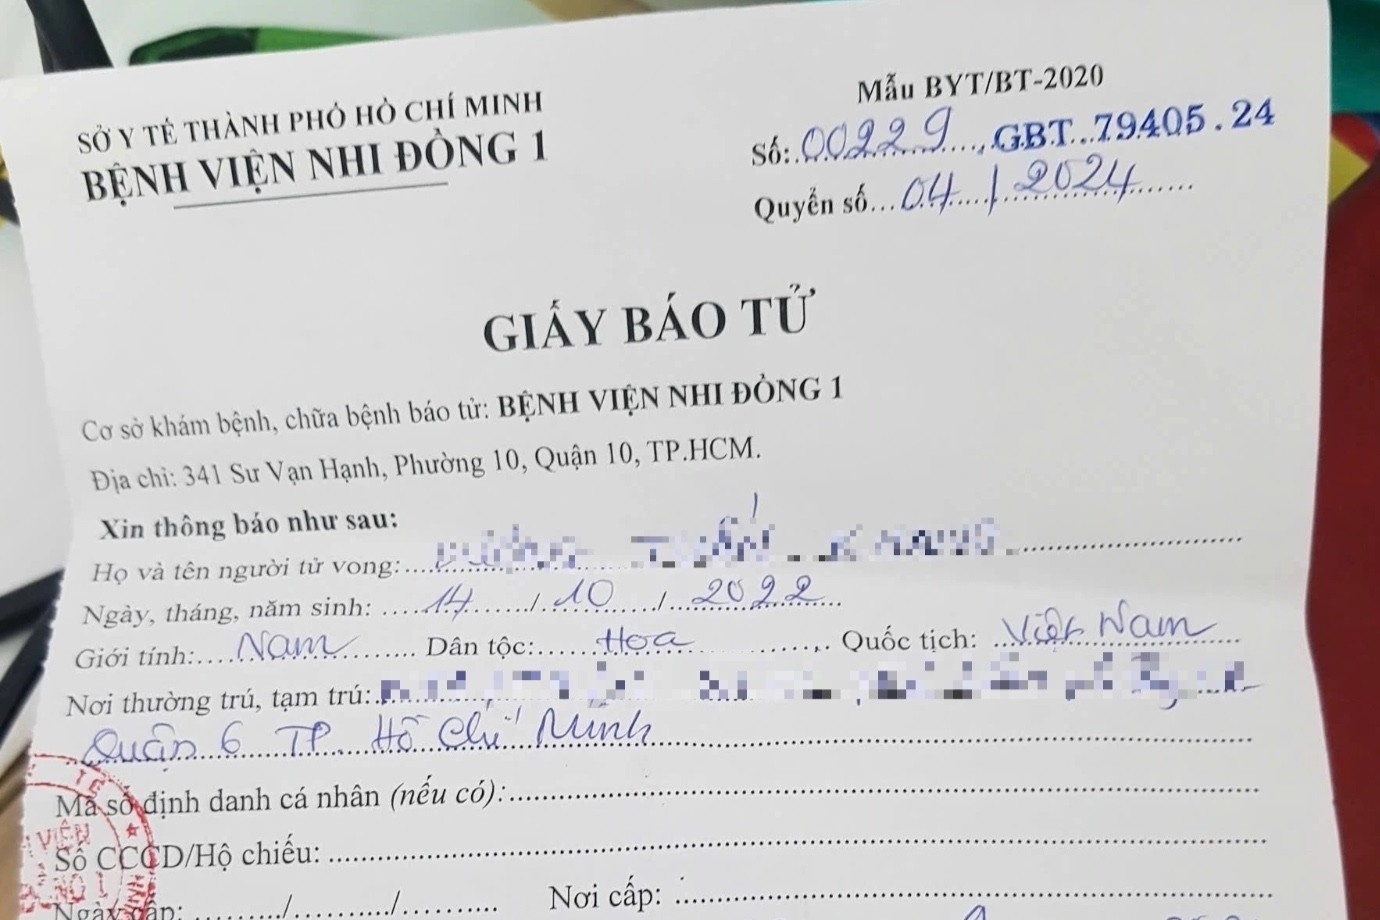 SỞ Y TẾ THÀNH PHỐ HỒ CHÍ MINH
BỆNH VIỆN NHI ĐỒNG 1
Mẫu BYT/BT-2020
Số: 00229, GBT. 79405.24
Quyển số 04 / 2024
GIẤY BÁO TỬ
Cơ sở khám bệnh, chữa bệnh báo tử: BỆNH VIỆN NHI ĐỒNG 1
Địa chỉ: 341 Sư Vạn Hạnh, Phường 10, Quận 10, TP.HCM.
Xin thông báo như sau:
Họ và tên người tử vong:
Ngày, tháng, năm sinh: 14 / 10 / 2022
Giới tính: Nam Dân tộc: Hoa Quốc tịch: Việt Nam
Nơi thường trú, tạm trú:
Quận 6 TP. Hồ Chí Minh
Mã số định danh cá nhân (nếu có):
Số CCCD/Hộ chiếu:
Ngày cấp: / / Nơi cấp: